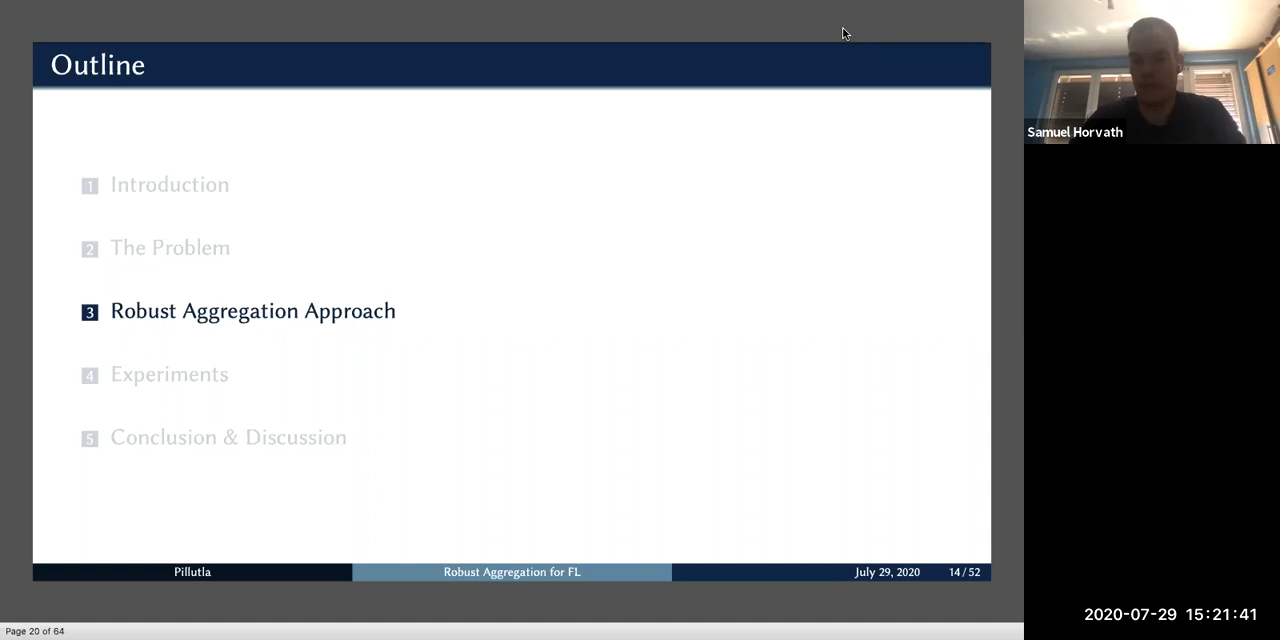 Outline
1 Introduction
2 The Problem
3 Robust Aggregation Approach
4 Experiments
5 Conclusion & Discussion
Pillutla
Robust Aggregation for FL
July 29, 2020
14 / 52
Page 20 of 64
Samuel Horvath
2020-07-29 15:21:41